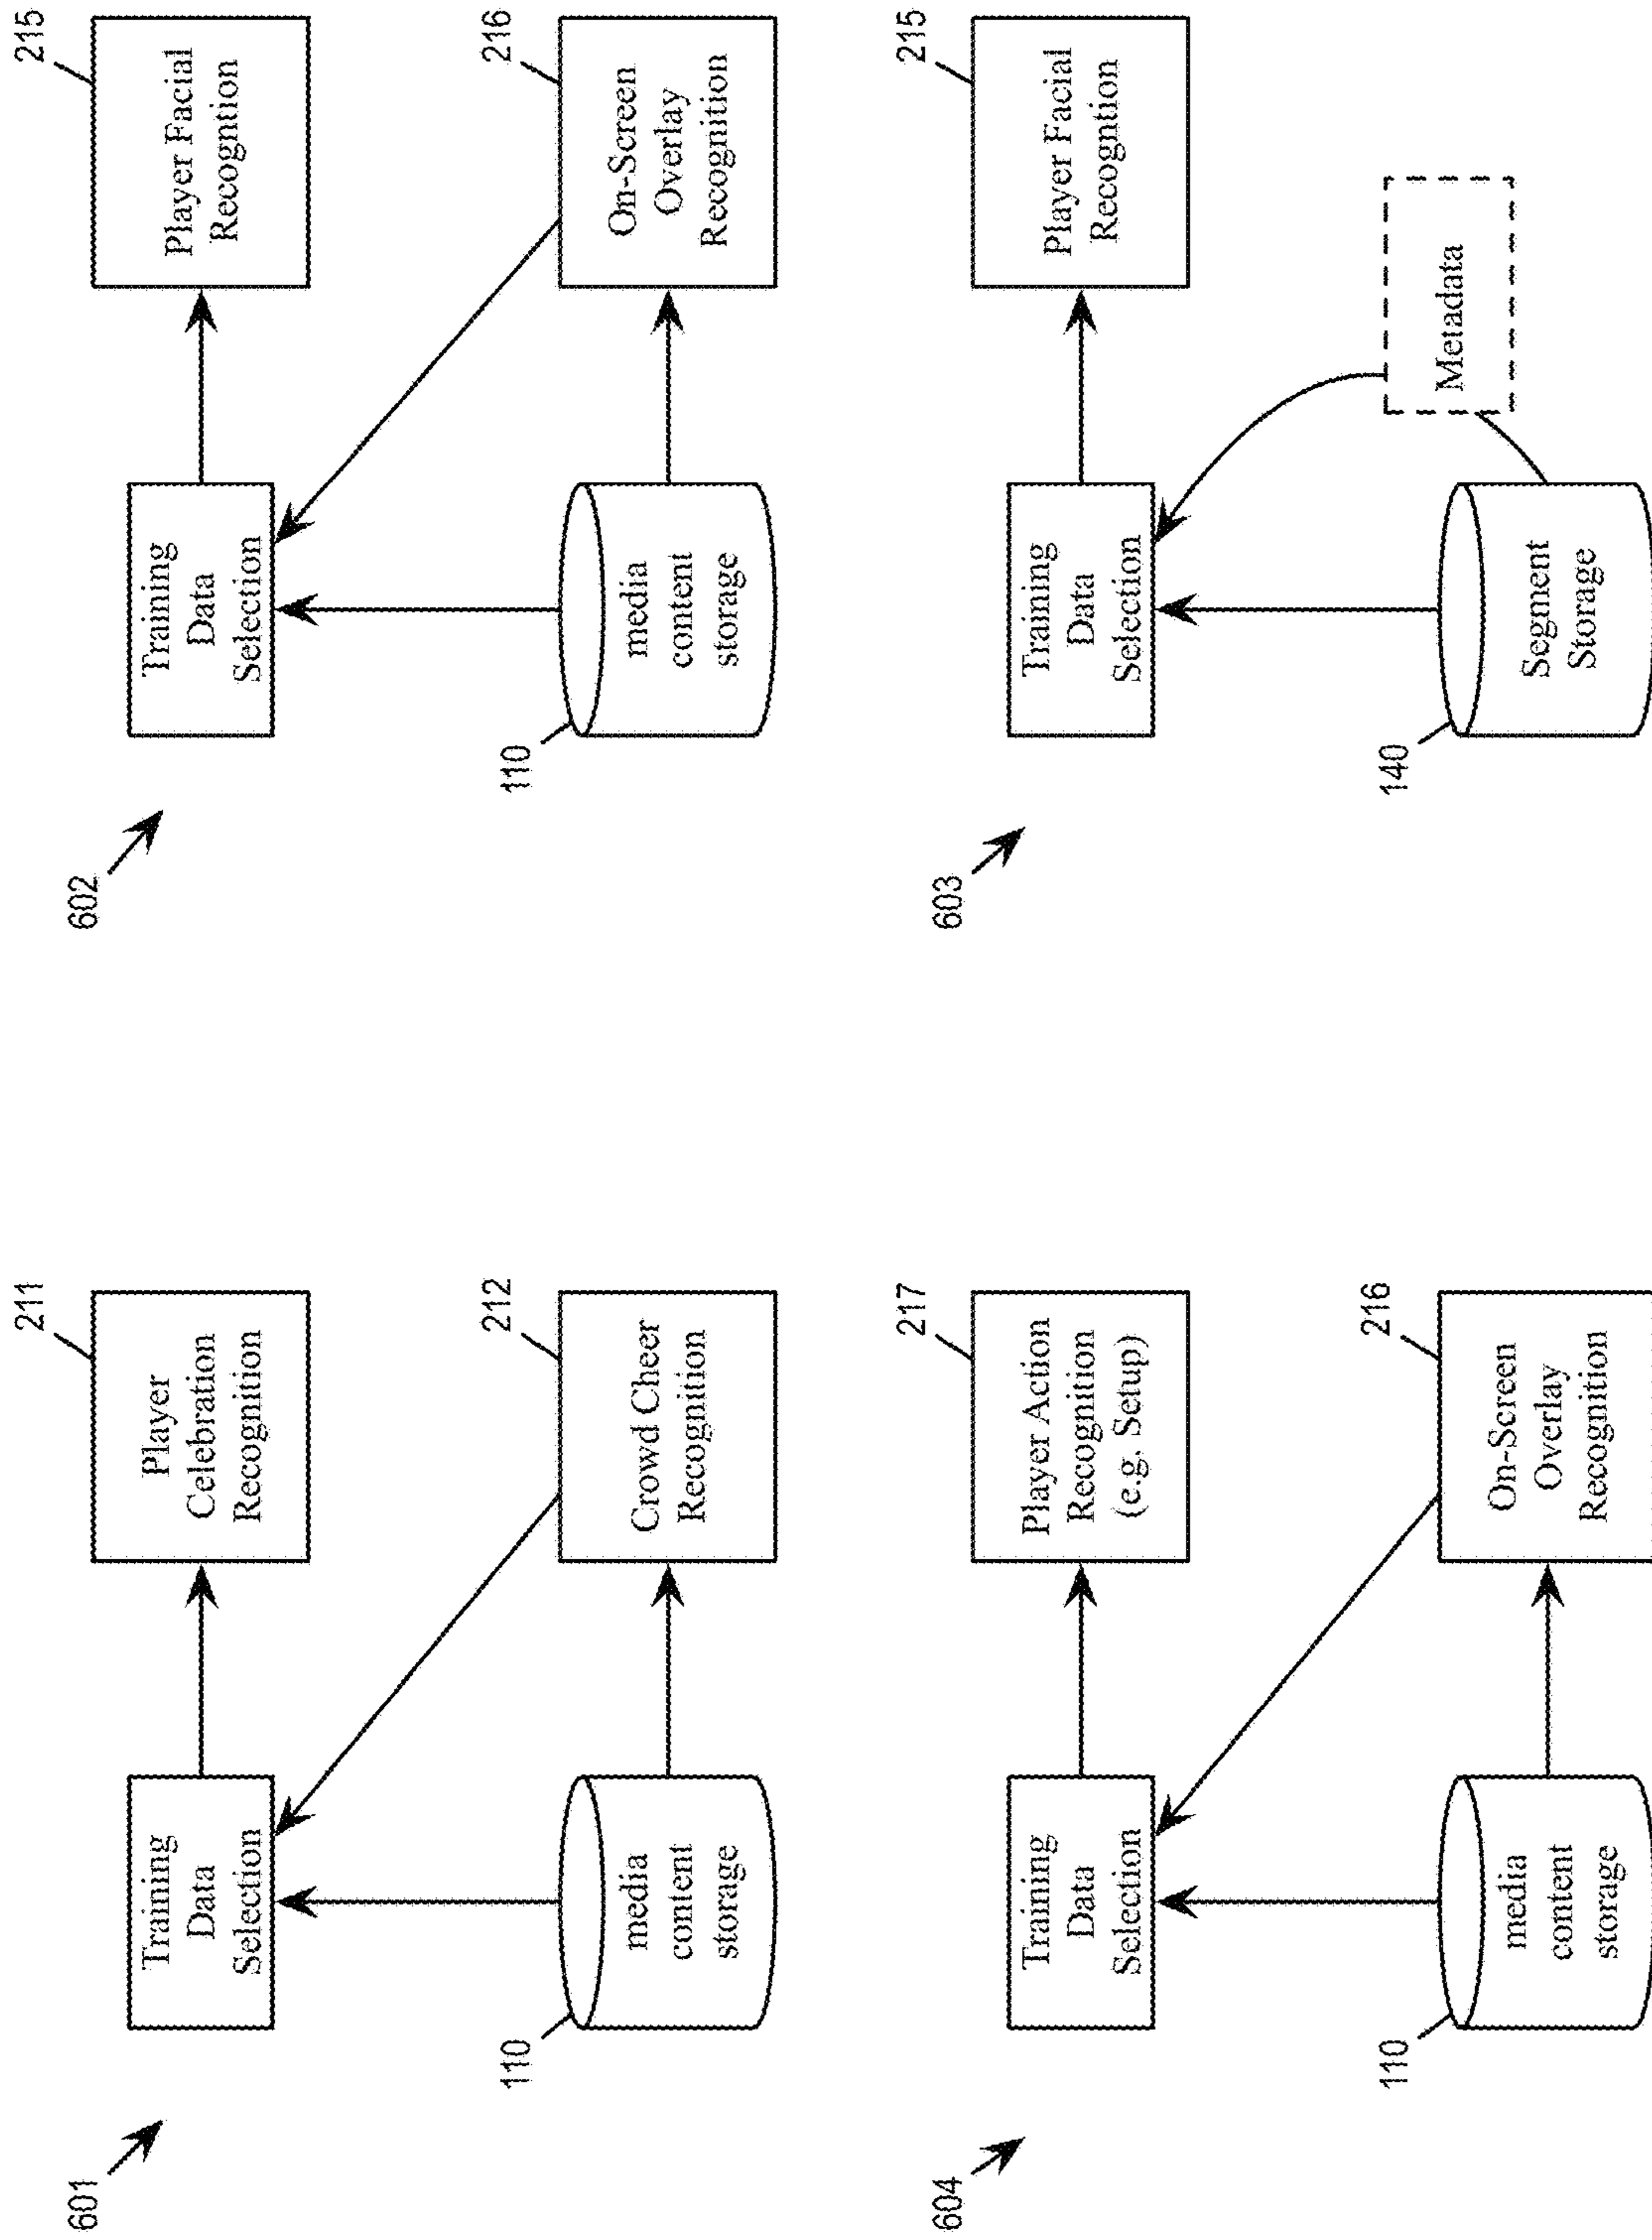 601
Training
Data
Selection
Player
Celebration
Recognition
211
110
media
content
storage
Crowd Cheer
Recognition
212
602
Training
Data
Selection
Player Facial
Recogntion
215
110
media
content
storage
On-Screen
Overlay
Recognition
216
604
Training
Data
Selection
Player Action
Recognition
(e.g. Setup)
217
110
media
content
storage
On-Screen
Overlay
Recognition
216
603
Training
Data
Selection
Player Facial
Recogntion
215
140
Segment
Storage
Metadata